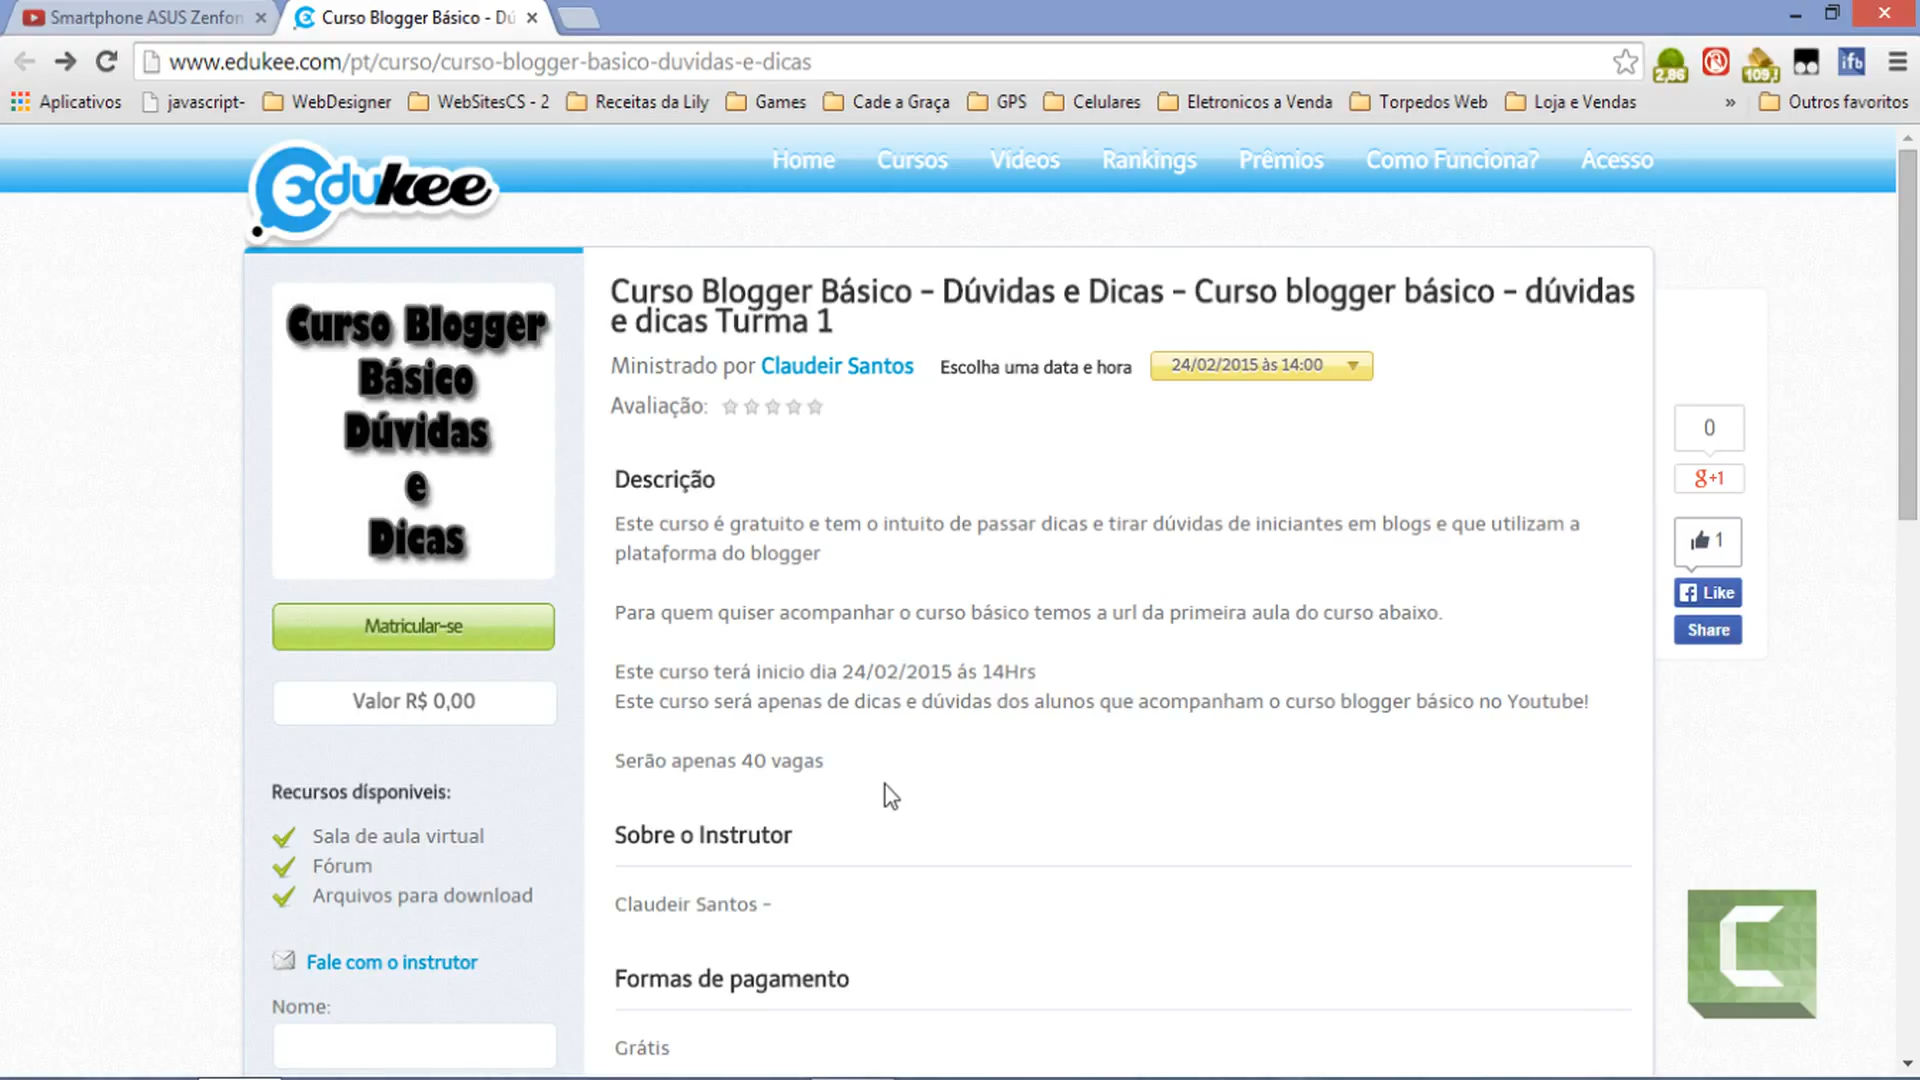 Smartphone ASUS Zenfon
Curso Blogger Básico - Dú
www.edukee.com/pt/curso/curso-blogger-basico-duvidas-e-dicas
2,86
109,
ifb
Aplicativos
javascript-
WebDesigner
WebSitesCS - 2
Receitas da Lily
Games
Cade a Graça
GPS
Celulares
Eletronicos a Venda
Torpedos Web
Loja e Vendas
»
Outros favoritos
Edukee
Home
Cursos
Vídeos
Rankings
Prêmios
Como Funciona?
Acesso
Curso Blogger
Básico
Dúvidas
e
Dicas
Matricular-se
Valor R$ 0,00
Recursos dísponiveis:
Sala de aula virtual
Fórum
Arquivos para download
Fale com o instrutor
Nome:
Curso Blogger Básico - Dúvidas e Dicas - Curso blogger básico - dúvidas
e dicas Turma 1
Ministrado por Claudeir Santos
Escolha uma data e hora
24/02/2015 às 14:00
Avaliação:
Descrição
Este curso é gratuito e tem o intuito de passar dicas e tirar dúvidas de iniciantes em blogs e que utilizam a
plataforma do blogger
Para quem quiser acompanhar o curso básico temos a url da primeira aula do curso abaixo.
Este curso terá inicio dia 24/02/2015 ás 14Hrs
Este curso será apenas de dicas e dúvidas dos alunos que acompanham o curso blogger básico no Youtube!
Serão apenas 40 vagas
Sobre o Instrutor
Claudeir Santos -
Formas de pagamento
Grátis
0
g+1
1
Like
Share
C